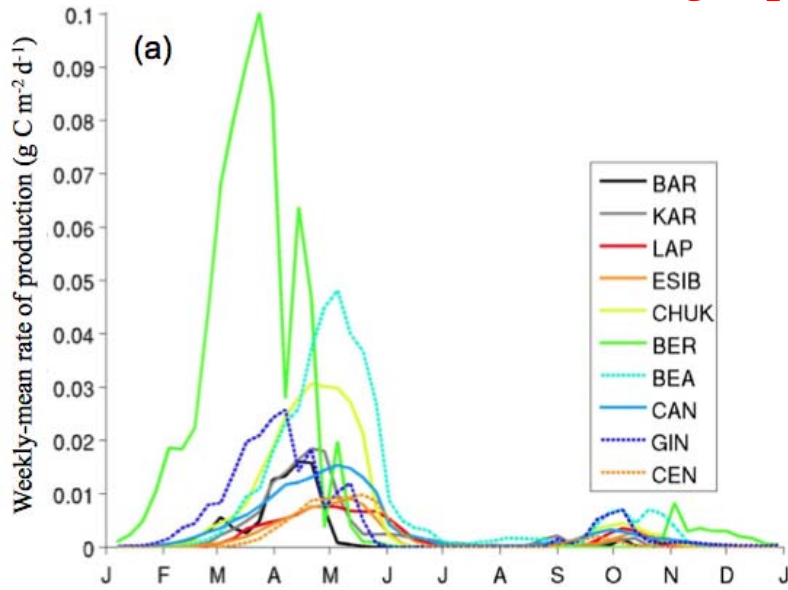 (a)
Weekly-mean rate of production (g C m⁻² d⁻¹)
0.1
0.09
0.08
0.07
0.06
0.05
0.04
0.03
0.02
0.01
0
BAR
KAR
LAP
ESIB
CHUK
BER
BEA
CAN
GIN
CEN
J F M A M J J A S O N D J